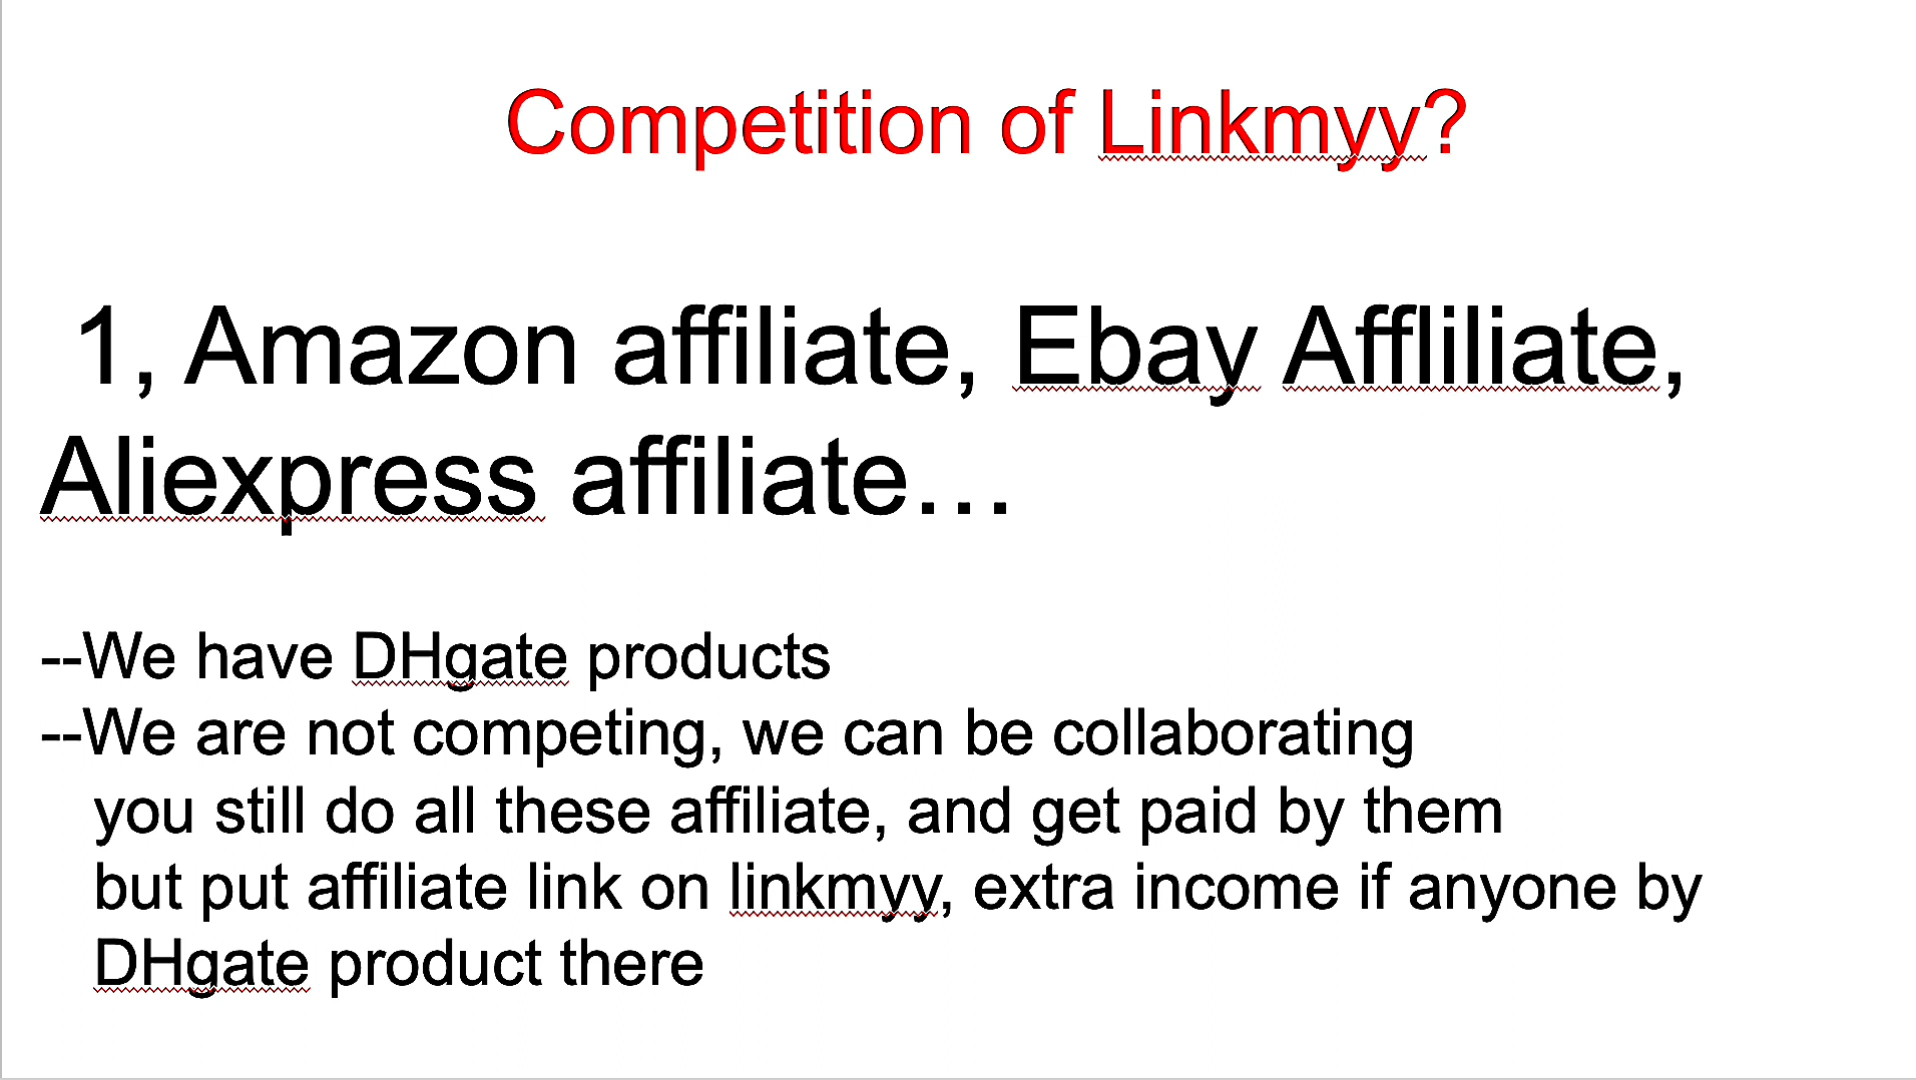 Competition of Linkmyy?
1, Amazon affiliate, Ebay Affliliate,
Aliexpress affiliate…
--We have DHgate products
--We are not competing, we can be collaborating
you still do all these affiliate, and get paid by them
but put affiliate link on linkmyy, extra income if anyone by
DHgate product there